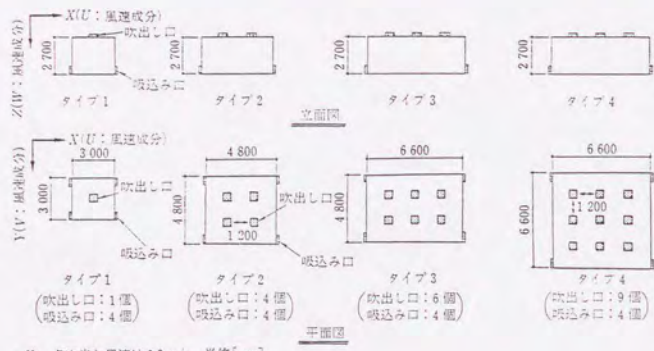 X(U：風速成分)
Z(W：風速成分)
吹出し口
2 700
2 700
2 700
2 700
吸込み口
タイプ1
タイプ2
タイプ3
タイプ4
立面図
X(U：風速成分)
Y(V：風速成分)
3 000
4 800
6 600
6 600
吹出し口
吹出し口
3 000
4 800
4 800
6 600
1 200
1 200
吸込み口
吸込み口
タイプ1
タイプ2
タイプ3
タイプ4
(吹出し口：1個
(吹出し口：4個
(吹出し口：6個
(吹出し口：9個
吸込み口：4個)
吸込み口：4個)
吸込み口：4個)
吸込み口：4個)
平面図